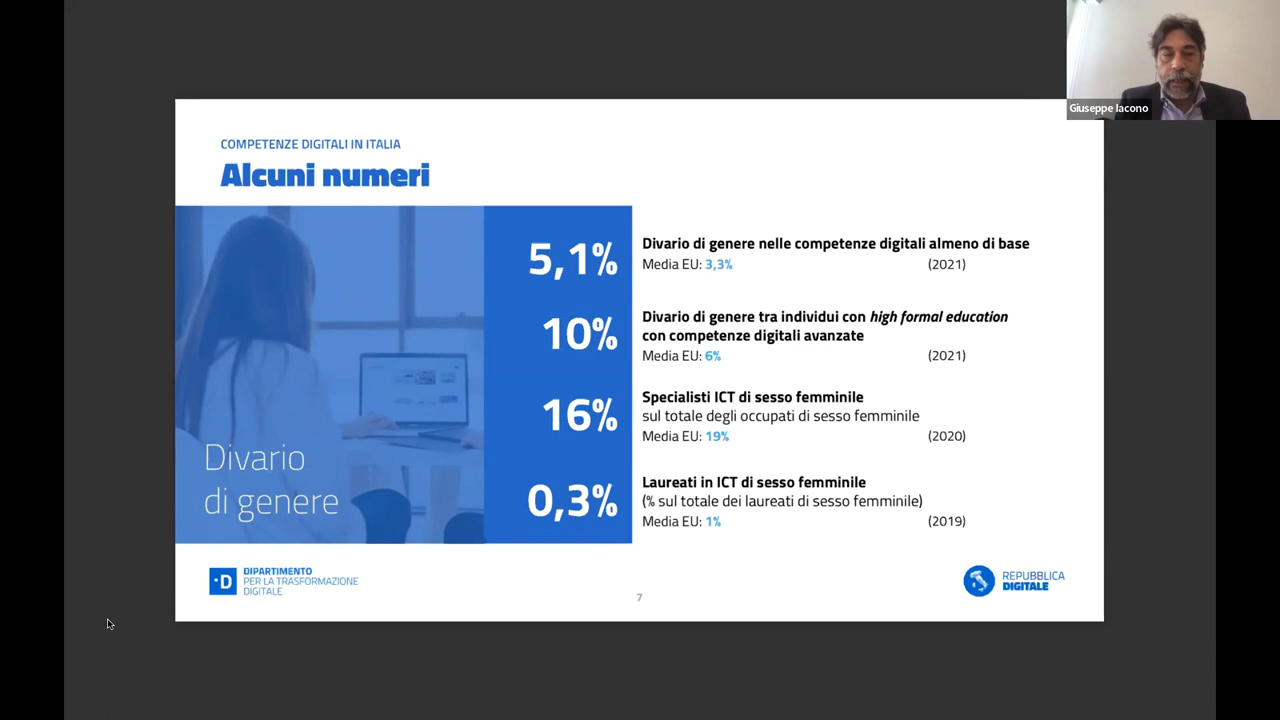 Giuseppe Iacono
COMPETENZE DIGITALI IN ITALIA
Alcuni numeri
Divario
di genere
5,1%
Divario di genere nelle competenze digitali almeno di base
Media EU: 3,3% (2021)
10%
Divario di genere tra individui con high formal education
con competenze digitali avanzate
Media EU: 6% (2021)
16%
Specialisti ICT di sesso femminile
sul totale degli occupati di sesso femminile
Media EU: 19% (2020)
0,3%
Laureati in ICT di sesso femminile
(% sul totale dei laureati di sesso femminile)
Media EU: 1% (2019)
·D
DIPARTIMENTO
PER LA TRASFORMAZIONE
DIGITALE
7
REPUBBLICA
DIGITALE